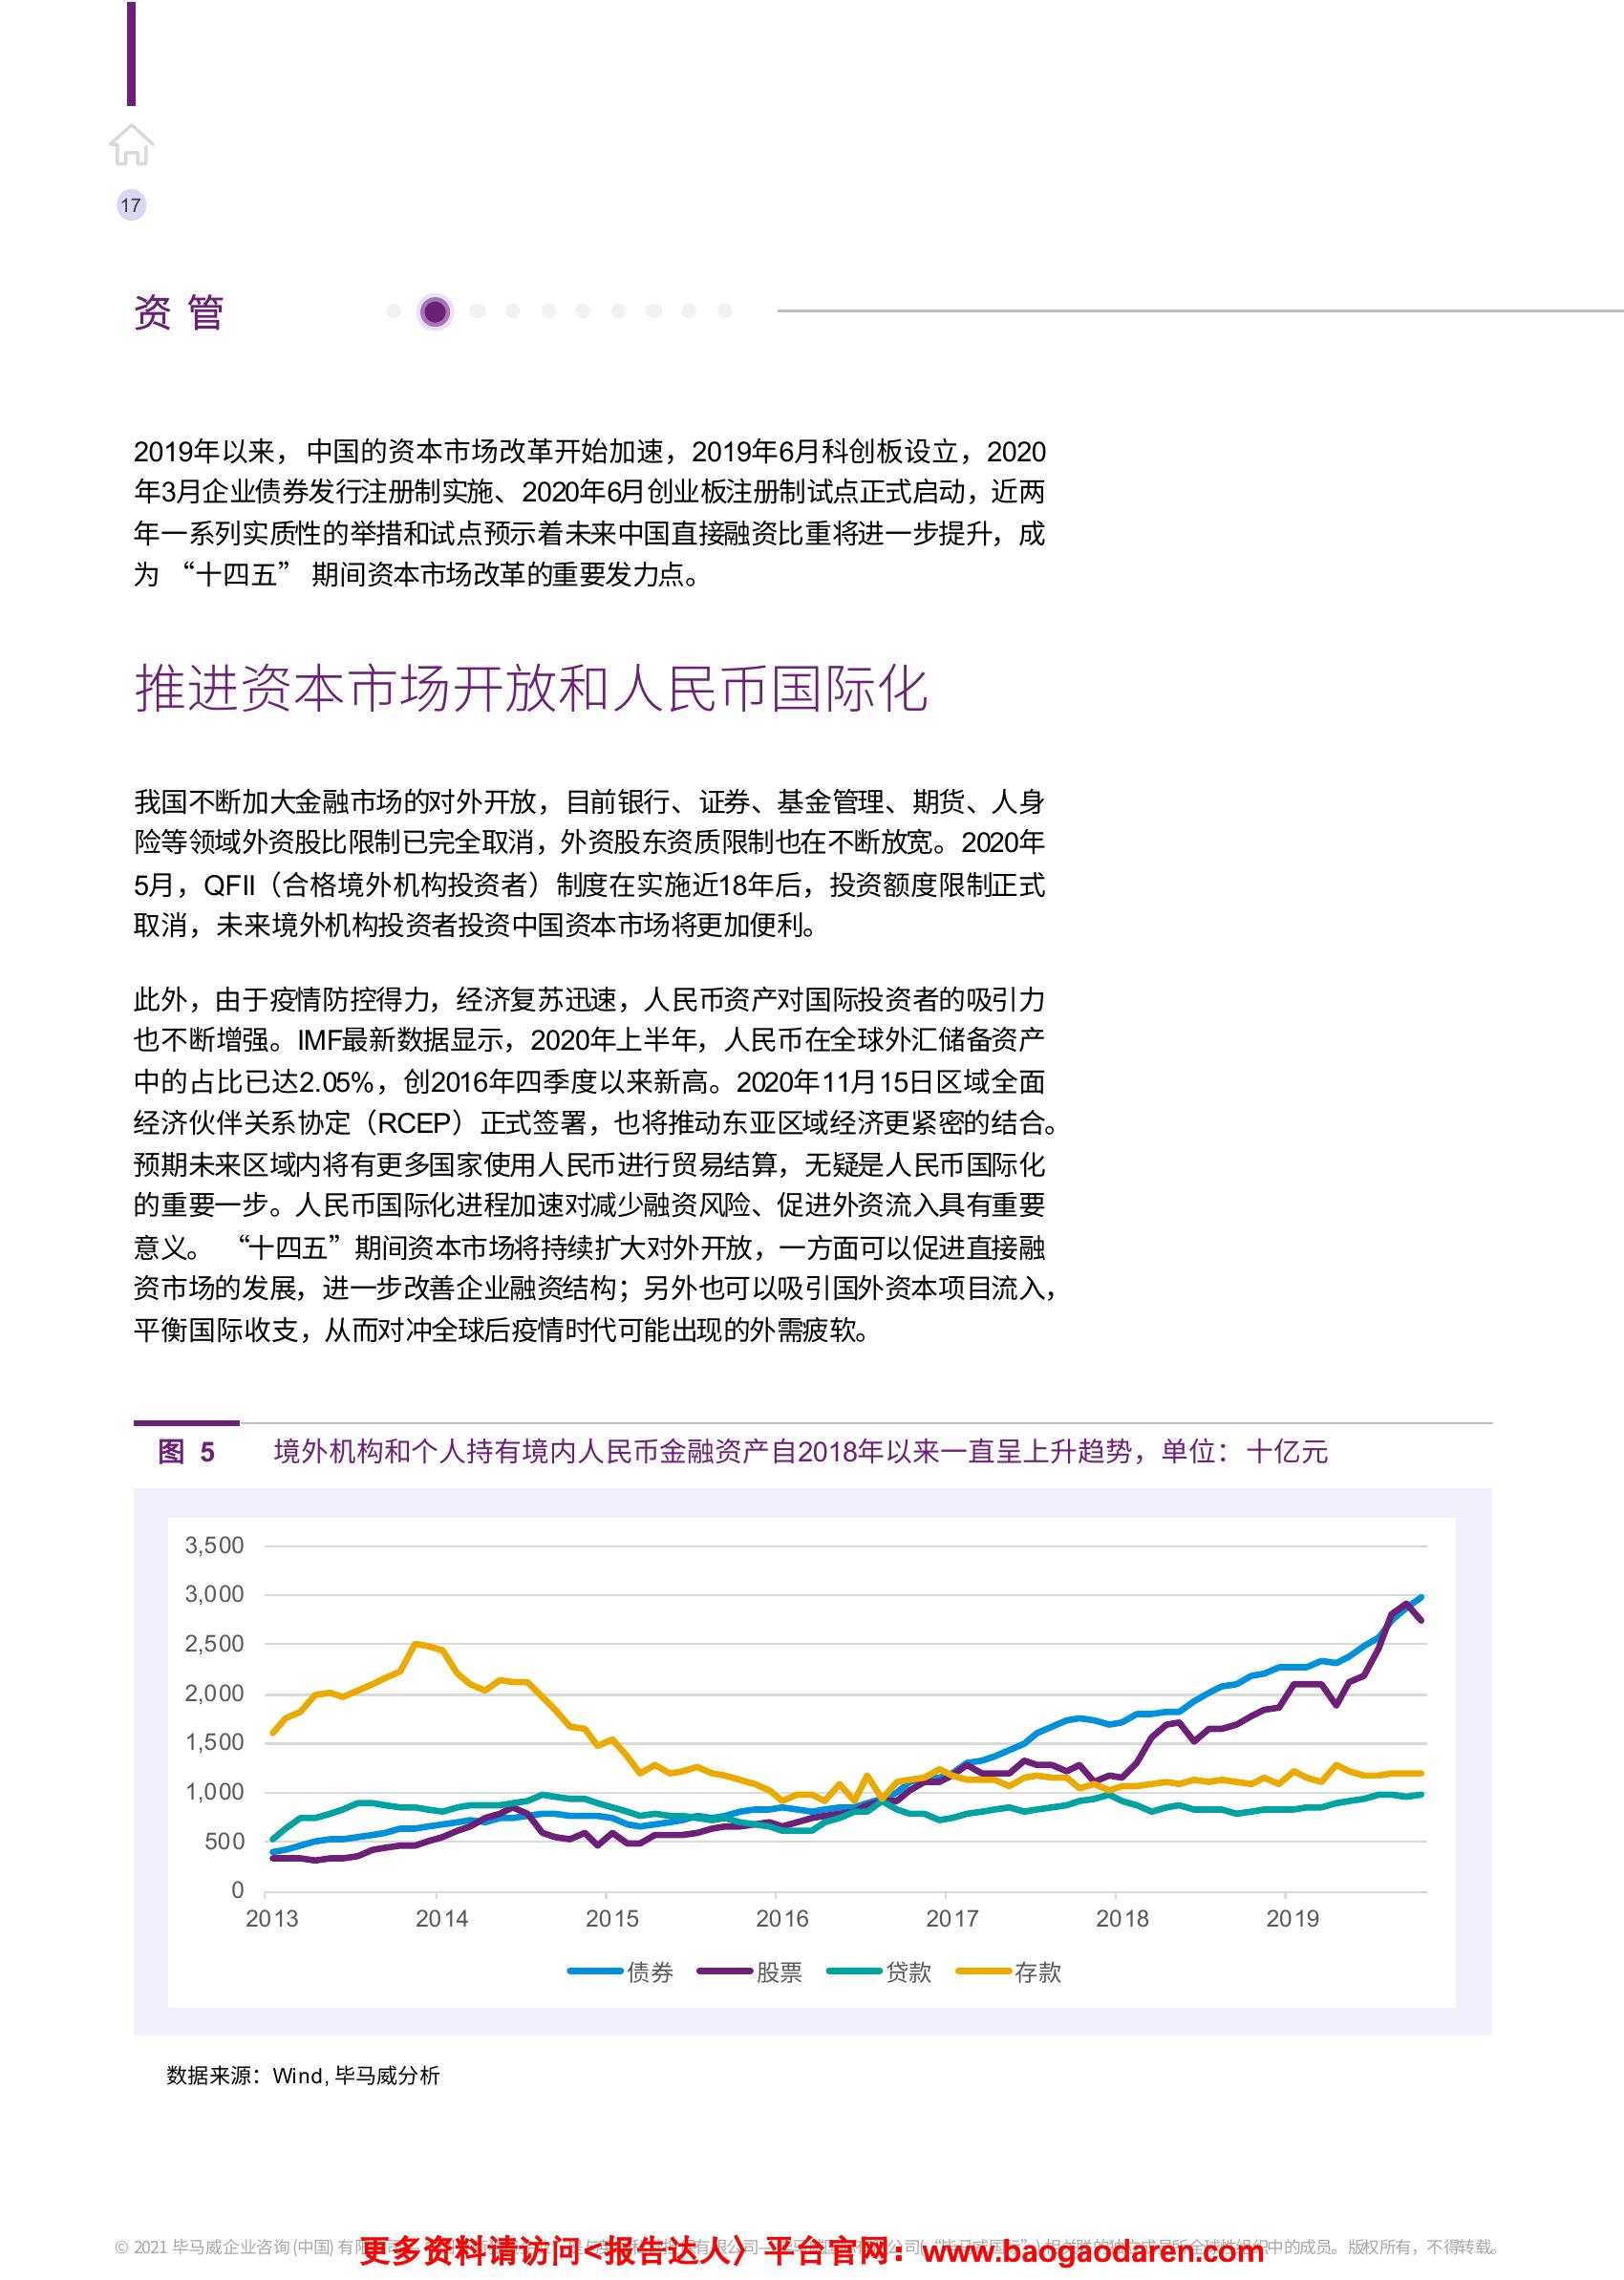 17
资 管
2019年以来，中国的资本市场改革开始加速，2019年6月科创板设立，2020
年3月企业债券发行注册制实施、2020年6月创业板注册制试点正式启动，近两
年一系列实质性的举措和试点预示着未来中国直接融资比重将进一步提升，成
为 “十四五” 期间资本市场改革的重要发力点。
推进资本市场开放和人民币国际化
我国不断加大金融市场的对外开放，目前银行、证券、基金管理、期货、人身
险等领域外资股比限制已完全取消，外资股东资质限制也在不断放宽。2020年
5月，QFII（合格境外机构投资者）制度在实施近18年后，投资额度限制正式
取消，未来境外机构投资者投资中国资本市场将更加便利。
此外，由于疫情防控得力，经济复苏迅速，人民币资产对国际投资者的吸引力
也不断增强。IMF最新数据显示，2020年上半年，人民币在全球外汇储备资产
中的占比已达2.05%，创2016年四季度以来新高。2020年11月15日区域全面
经济伙伴关系协定（RCEP）正式签署，也将推动东亚区域经济更紧密的结合。
预期未来区域内将有更多国家使用人民币进行贸易结算，无疑是人民币国际化
的重要一步。人民币国际化进程加速对减少融资风险、促进外资流入具有重要
意义。 “十四五”期间资本市场将持续扩大对外开放，一方面可以促进直接融
资市场的发展，进一步改善企业融资结构；另外也可以吸引国外资本项目流入，
平衡国际收支，从而对冲全球后疫情时代可能出现的外需疲软。
图 5 境外机构和个人持有境内人民币金融资产自2018年以来一直呈上升趋势，单位：十亿元
3,500
3,000
2,500
2,000
1,500
1,000
500
0
2013 2014 2015 2016 2017 2018 2019
债券 股票 贷款 存款
数据来源：Wind, 毕马威分析
© 2021 毕马威企业咨询 (中国) 有限 中的成员。版权所有，不得转载。
更多资料请访问<报告达人〉平台官网：www.baogaodaren.com